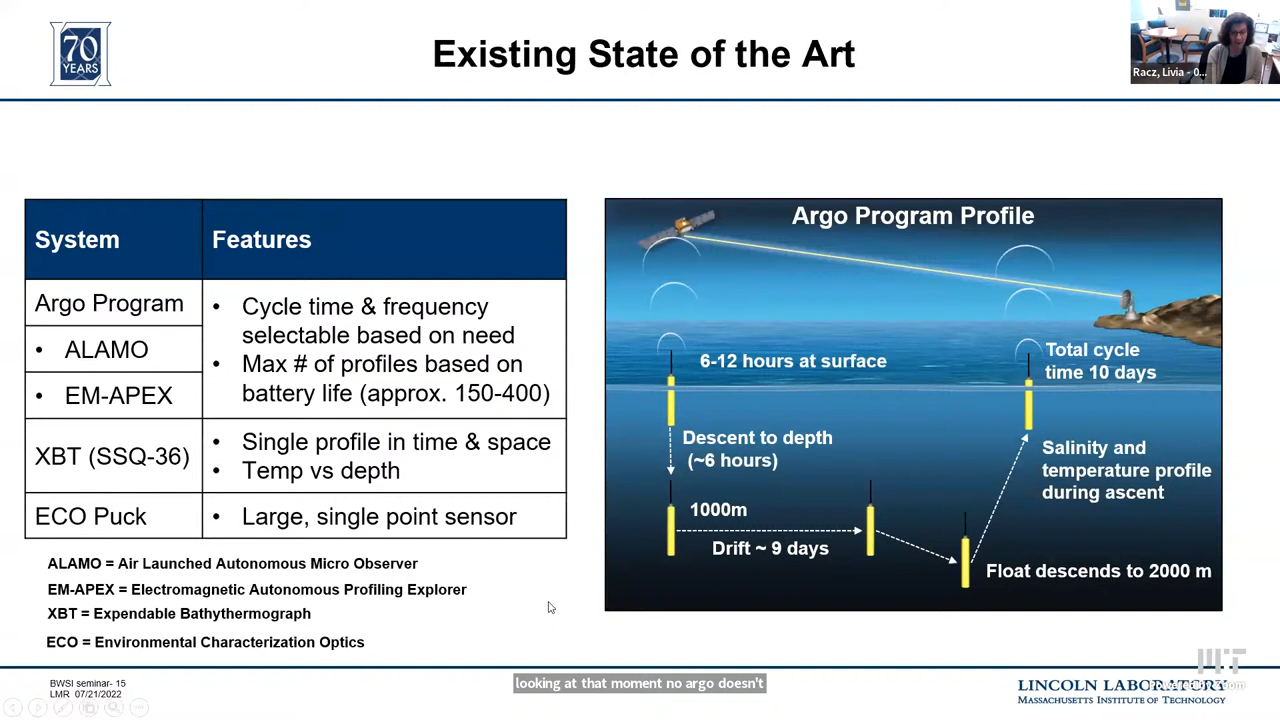 70
YEARS
Existing State of the Art
Racz, Livia - 0...
System
Features
Argo Program
• ALAMO
• EM-APEX
• Cycle time & frequency
selectable based on need
• Max # of profiles based on
battery life (approx. 150-400)
XBT (SSQ-36)
• Single profile in time & space
• Temp vs depth
ECO Puck
• Large, single point sensor
ALAMO = Air Launched Autonomous Micro Observer
EM-APEX = Electromagnetic Autonomous Profiling Explorer
XBT = Expendable Bathythermograph
ECO = Environmental Characterization Optics
Argo Program Profile
6-12 hours at surface
Total cycle
time 10 days
Descent to depth
(~6 hours)
Salinity and
temperature profile
during ascent
1000m
Drift ~ 9 days
Float descends to 2000 m
BWSI seminar- 15
LMR 07/21/2022
looking at that moment no argo doesn't
MIT
Powered by Zoom
LINCOLN LABORATORY
MASSACHUSETTS INSTITUTE OF TECHNOLOGY